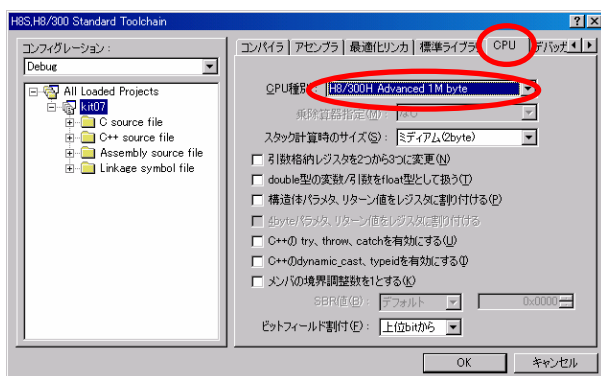 H8S,H8/300 Standard Toolchain
コンフィグレーション :
Debug
All Loaded Projects
kit07
C source file
C++ source file
Assembly source file
Linkage symbol file
コンパイラ アセンブラ 最適化リンカ 標準ライブラ CPU デバッガ
CPU種別 : H8/300H Advanced 1M byte
乗除算器指定(M) : なし
スタック計算時のサイズ(S) : ミディアム(2byte)
引数格納レジスタを2つから3つに変更(N)
double型の変数/引数をfloat型として扱う(T)
構造体パラメタ、リターン値をレジスタに割り付ける(P)
4byteパラメタ、リターン値をレジスタに割り付ける
C++の try、throw、catchを有効にする(U)
C++のdynamic_cast、typeidを有効にする(I)
メンバの境界調整数を1とする(K)
SBR値(B) : デフォルト 0x0000
ビットフィールド割付(F) : 上位bitから
OK キャンセル